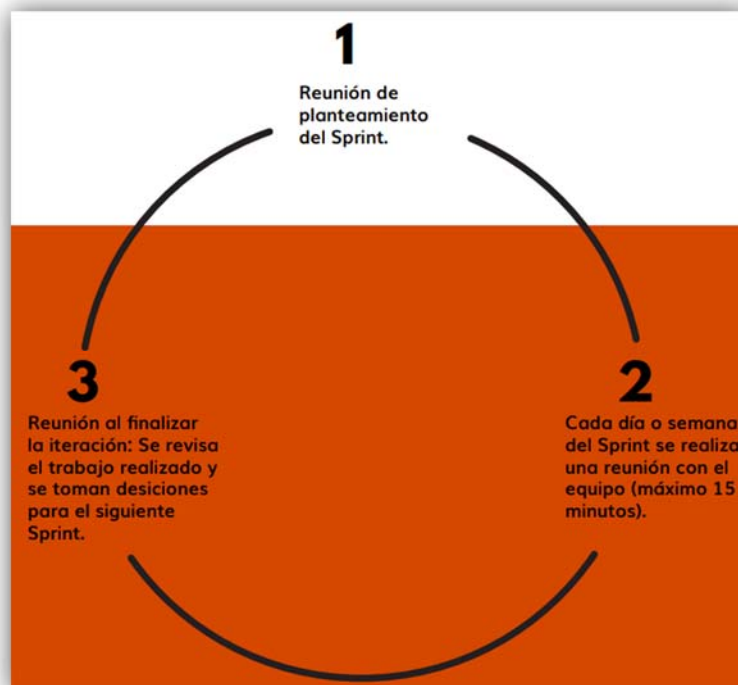 1
Reunión de
planteamiento
del Sprint.
2
Cada día o semana
del Sprint se realiza
una reunión con el
equipo (máximo 15
minutos).
3
Reunión al finalizar
la iteración: Se revisa
el trabajo realizado y
se toman desiciones
para el siguiente
Sprint.